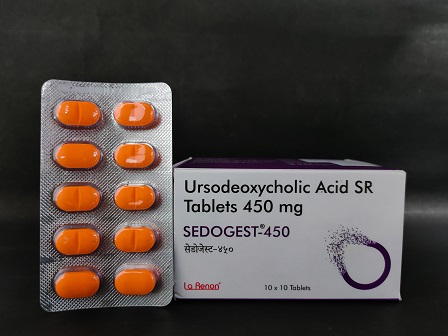 Ursodeoxycholic Acid SR
Tablets 450 mg
SEDOGEST®-450
सेडोजेस्ट-४५०
La Renon®
10 x 10 Tablets